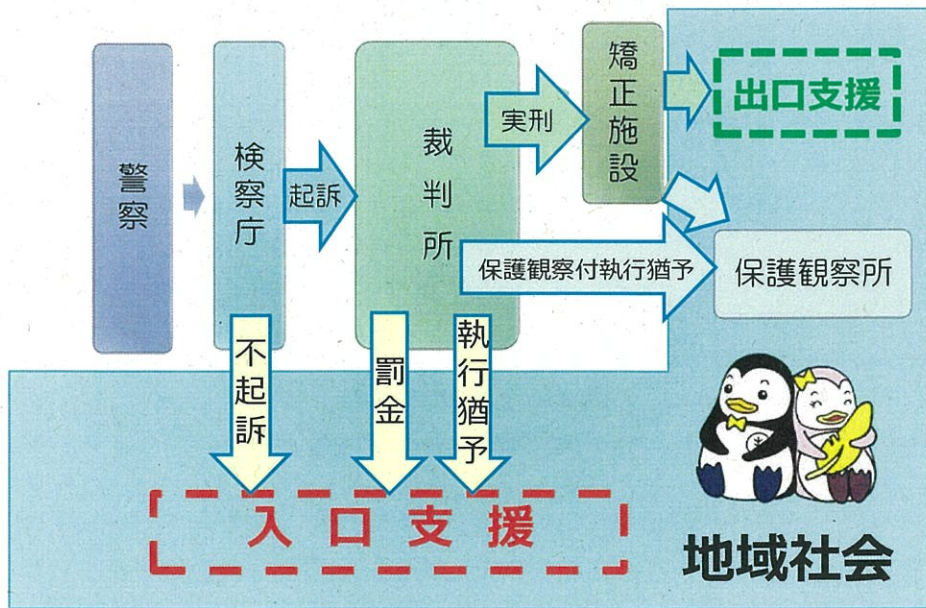 警察
検察庁
起訴
裁判所
実刑
矯正施設
出口支援
保護観察付執行猶予
保護観察所
不起訴
罰金
執行猶予
入口支援
地域社会